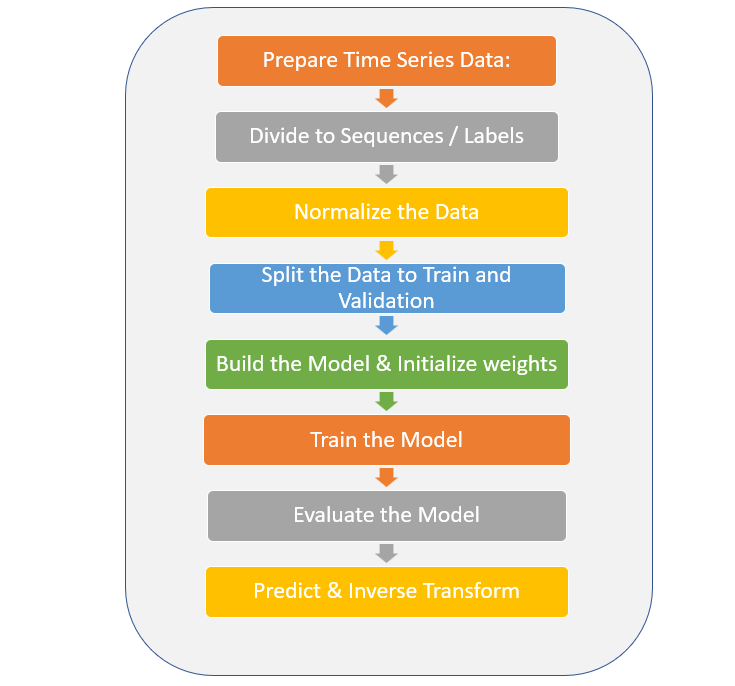 Prepare Time Series Data:
Divide to Sequences / Labels
Normalize the Data
Split the Data to Train and
Validation
Build the Model & Initialize weights
Train the Model
Evaluate the Model
Predict & Inverse Transform